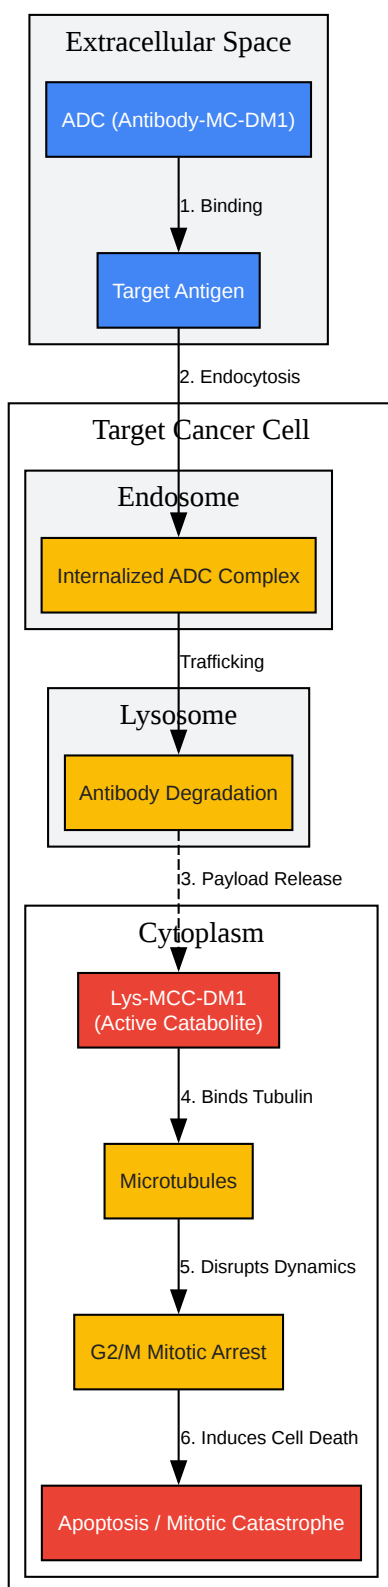 Extracellular Space
ADC (Antibody-MC-DM1)
1. Binding
Target Antigen
2. Endocytosis
Target Cancer Cell
Endosome
Internalized ADC Complex
Trafficking
Lysosome
Antibody Degradation
3. Payload Release
Cytoplasm
Lys-MCC-DM1
(Active Catabolite)
4. Binds Tubulin
Microtubules
5. Disrupts Dynamics
G2/M Mitotic Arrest
6. Induces Cell Death
Apoptosis / Mitotic Catastrophe